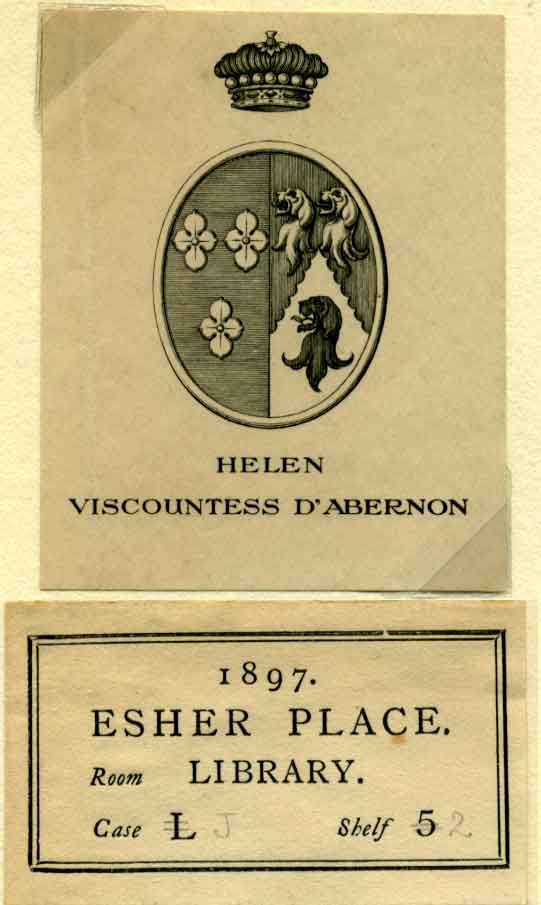 HELEN
VISCOUNTESS D'ABERNON
1897.
ESHER PLACE.
Room LIBRARY.
Case L J Shelf 5 2